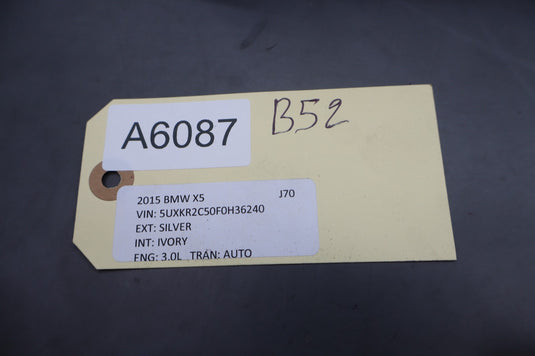 A6087 B52
2015 BMW X5 J70
VIN: 5UXKR2C50F0H36240
EXT: SILVER
INT: IVORY
ENG: 3.0L TRAN: AUTO